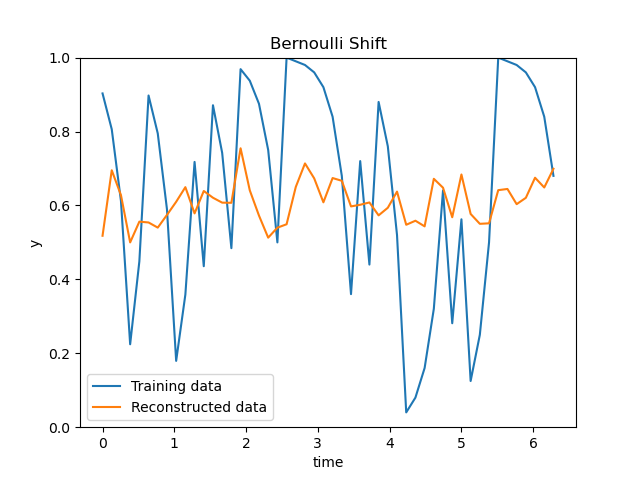 Bernoulli Shift
1.0
0.8
0.6
0.4
0.2
0.0
y
Training data
Reconstructed data
0 1 2 3 4 5 6
time